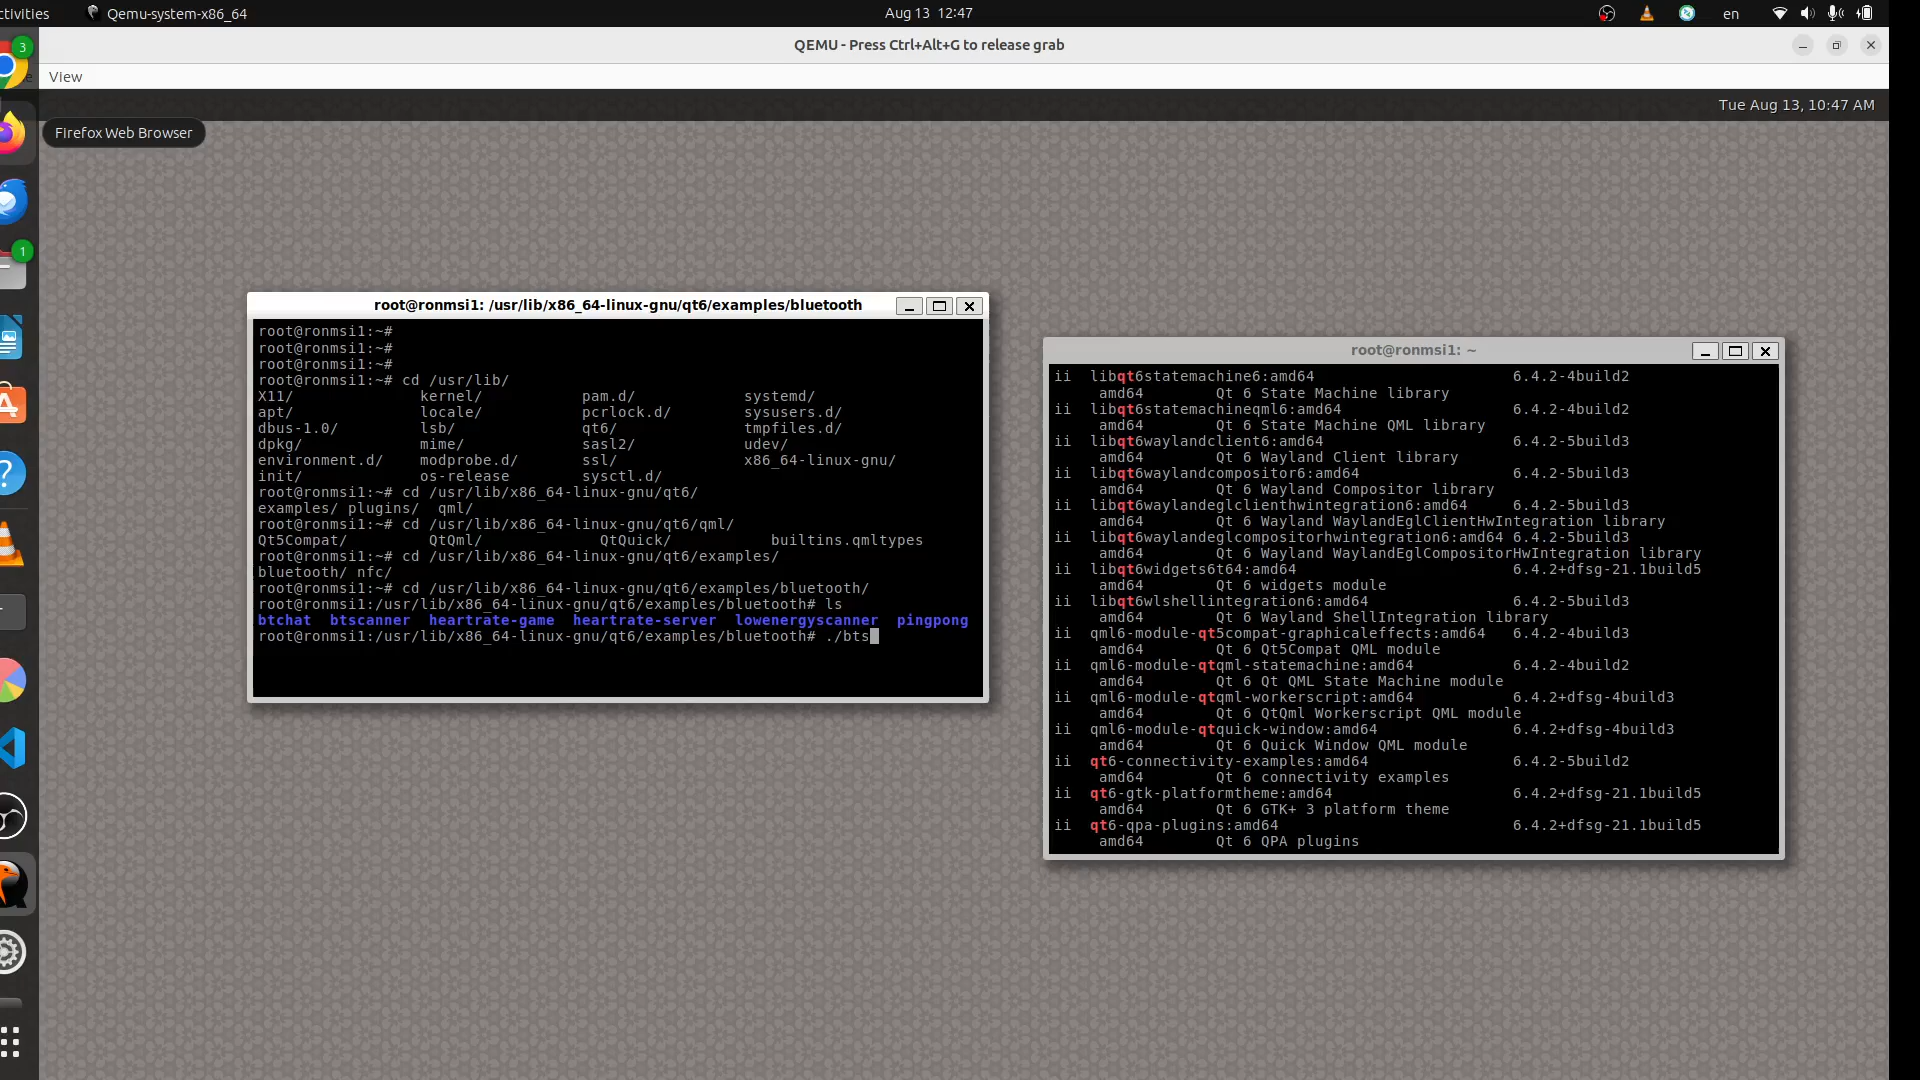 ctivities
Qemu-system-x86_64
Aug 13 12:47
en
QEMU - Press Ctrl+Alt+G to release grab
View
Tue Aug 13, 10:47 AM
3
Firefox Web Browser
1
root@ronmsi1: /usr/lib/x86_64-linux-gnu/qt6/examples/bluetooth
root@ronmsi1:~#
root@ronmsi1:~#
root@ronmsi1:~#
root@ronmsi1:~# cd /usr/lib/
X11/ kernel/ pam.d/ systemd/
apt/ locale/ pcrlock.d/ sysusers.d/
dbus-1.0/ lsb/ qt6/ tmpfiles.d/
dpkg/ mime/ sasl2/ udev/
environment.d/ modprobe.d/ ssl/ x86_64-linux-gnu/
init/ os-release sysctl.d/
root@ronmsi1:~# cd /usr/lib/x86_64-linux-gnu/qt6/
examples/ plugins/ qml/
root@ronmsi1:~# cd /usr/lib/x86_64-linux-gnu/qt6/qml/
Qt5Compat/ QtQml/ QtQuick/ builtins.qmltypes
root@ronmsi1:~# cd /usr/lib/x86_64-linux-gnu/qt6/examples/
bluetooth/ nfc/
root@ronmsi1:~# cd /usr/lib/x86_64-linux-gnu/qt6/examples/bluetooth/
root@ronmsi1:/usr/lib/x86_64-linux-gnu/qt6/examples/bluetooth# ls
btchat btscanner heartrate-game heartrate-server lowenergyscanner pingpong
root@ronmsi1:/usr/lib/x86_64-linux-gnu/qt6/examples/bluetooth# ./bts
root@ronmsi1: ~
ii libqt6statemachine6:amd64 6.4.2-4build2
amd64 Qt 6 State Machine library
ii libqt6statemachineqml6:amd64 6.4.2-4build2
amd64 Qt 6 State Machine QML library
ii libqt6waylandclient6:amd64 6.4.2-5build3
amd64 Qt 6 Wayland Client library
ii libqt6waylandcompositor6:amd64 6.4.2-5build3
amd64 Qt 6 Wayland Compositor library
ii libqt6waylandeglclienthwintegration6:amd64 6.4.2-5build3
amd64 Qt 6 Wayland WaylandEglClientHwIntegration library
ii libqt6waylandeglcompositorhwintegration6:amd64 6.4.2-5build3
amd64 Qt 6 Wayland WaylandEglCompositorHwIntegration library
ii libqt6widgets6t64:amd64 6.4.2+dfsg-21.1build5
amd64 Qt 6 widgets module
ii libqt6wlshellintegration6:amd64 6.4.2-5build3
amd64 Qt 6 Wayland ShellIntegration library
ii qml6-module-qt5compat-graphicaleffects:amd64 6.4.2-4build3
amd64 Qt 6 Qt5Compat QML module
ii qml6-module-qtqml-statemachine:amd64 6.4.2-4build2
amd64 Qt 6 Qt QML State Machine module
ii qml6-module-qtqml-workerscript:amd64 6.4.2+dfsg-4build3
amd64 Qt 6 QtQml Workerscript QML module
ii qml6-module-qtquick-window:amd64 6.4.2+dfsg-4build3
amd64 Qt 6 Quick Window QML module
ii qt6-connectivity-examples:amd64 6.4.2-5build2
amd64 Qt 6 connectivity examples
ii qt6-gtk-platformtheme:amd64 6.4.2+dfsg-21.1build5
amd64 Qt 6 GTK+ 3 platform theme
ii qt6-qpa-plugins:amd64 6.4.2+dfsg-21.1build5
amd64 Qt 6 QPA plugins